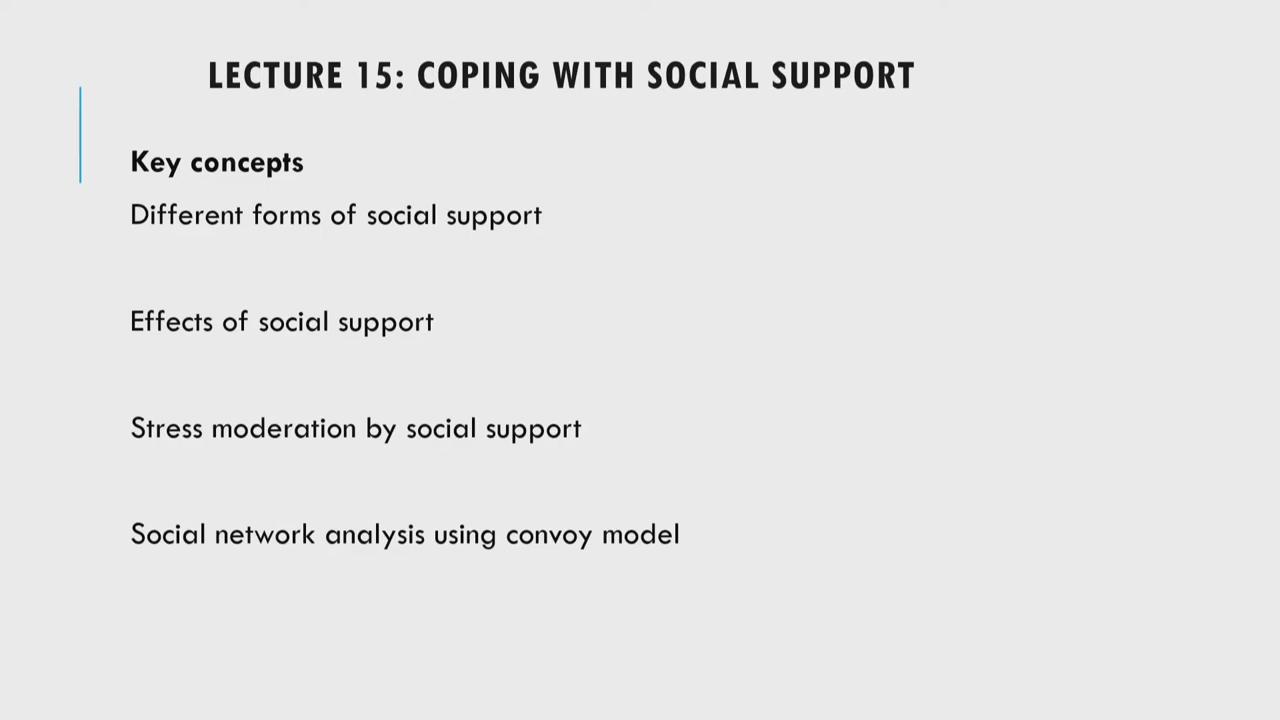 LECTURE 15: COPING WITH SOCIAL SUPPORT
Key concepts
Different forms of social support
Effects of social support
Stress moderation by social support
Social network analysis using convoy model